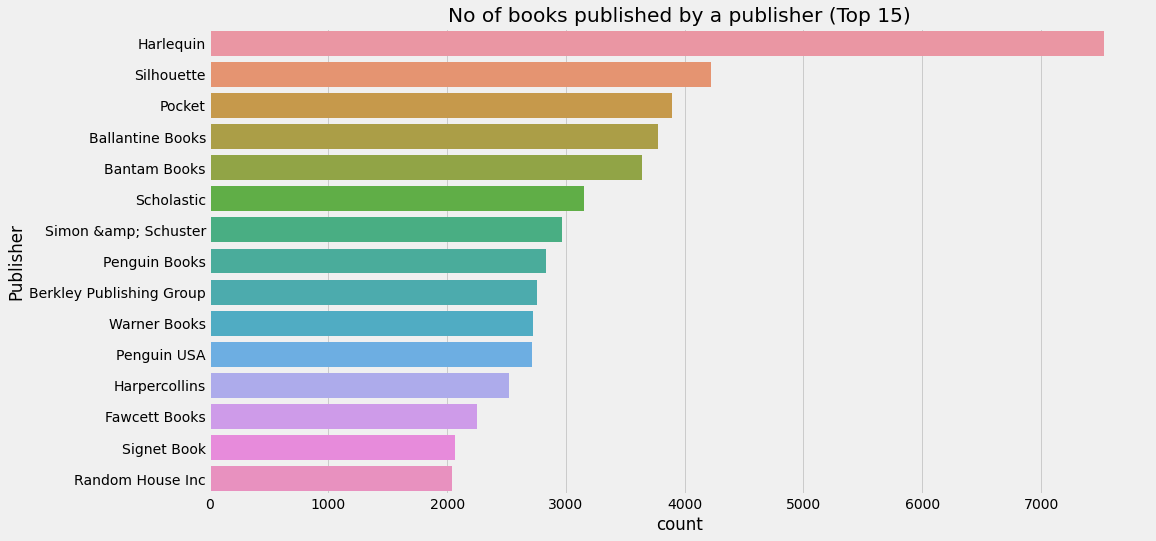 No of books published by a publisher (Top 15)
Publisher
Harlequin
Silhouette
Pocket
Ballantine Books
Bantam Books
Scholastic
Simon &amp; Schuster
Penguin Books
Berkley Publishing Group
Warner Books
Penguin USA
Harpercollins
Fawcett Books
Signet Book
Random House Inc
0 1000 2000 3000 4000 5000 6000 7000
count